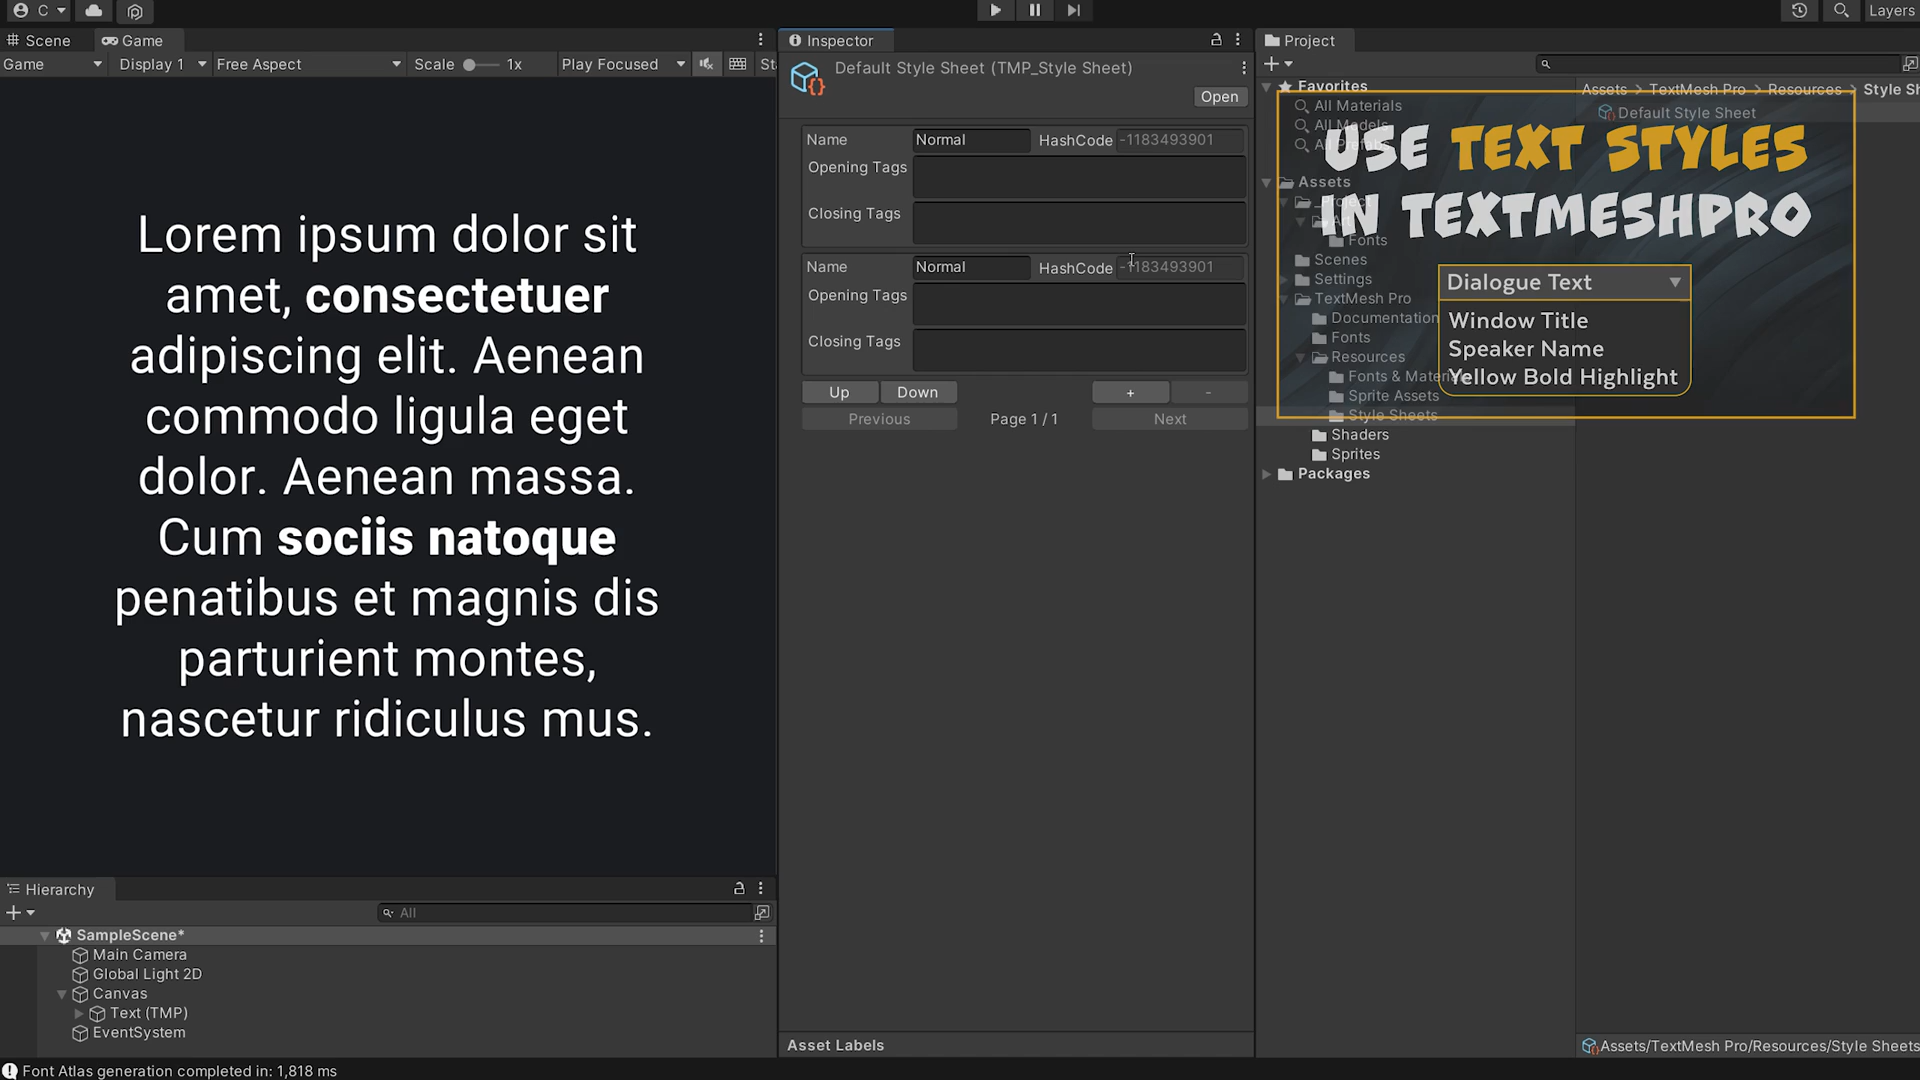 C
Layers
Scene
Game
Game
Display 1
Free Aspect
Scale
1x
Play Focused
St
Lorem ipsum dolor sit
amet, consectetuer
adipiscing elit. Aenean
commodo ligula eget
dolor. Aenean massa.
Cum sociis natoque
penatibus et magnis dis
parturient montes,
nascetur ridiculus mus.
Hierarchy
All
SampleScene*
Main Camera
Global Light 2D
Canvas
Text (TMP)
EventSystem
Font Atlas generation completed in: 1,818 ms
Inspector
Default Style Sheet (TMP_Style Sheet)
Open
Name Normal HashCode -1183493901
Opening Tags
Closing Tags
Name Normal HashCode -1183493901
Opening Tags
Closing Tags
Up Down + -
Previous Page 1 / 1 Next
Asset Labels
Project
Favorites
All Materials
All Models
Assets
Fonts
Scenes
Settings
TextMesh Pro
Documentation
Fonts
Resources
Fonts & Mater
Sprite Assets
Style Sheets
Shaders
Sprites
Packages
Assets > TextMesh Pro > Resources > Style Sh
Default Style Sheet
USE TEXT STYLES
IN TEXTMESHPRO
Dialogue Text
Window Title
Speaker Name
Yellow Bold Highlight
Assets/TextMesh Pro/Resources/Style Sheets